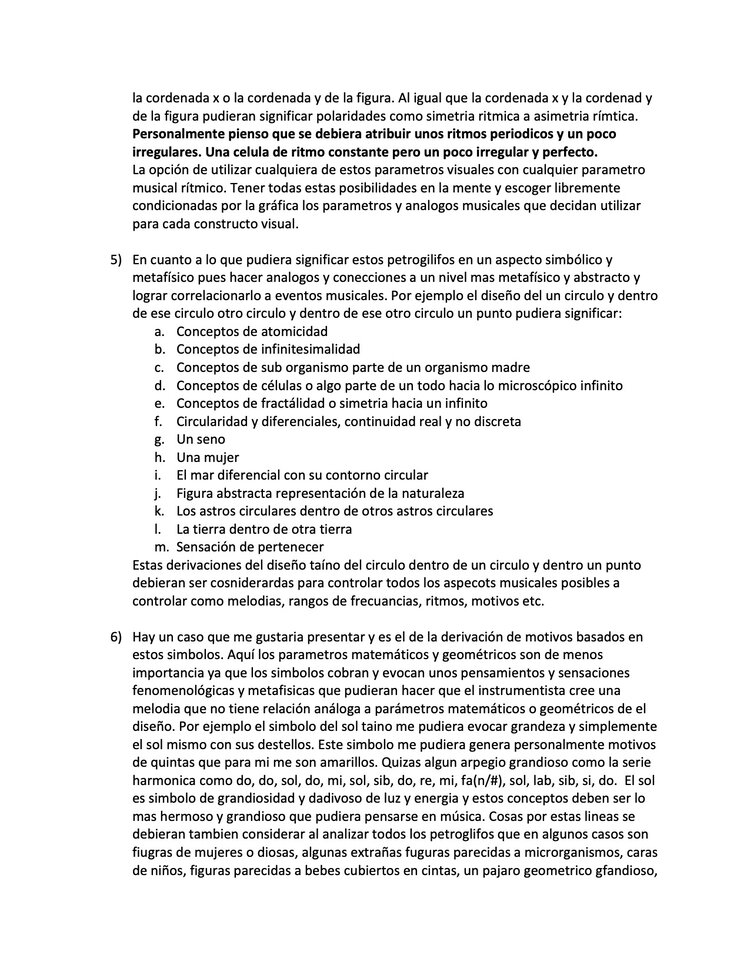 la cordenada x o la cordenada y de la figura. Al igual que la cordenada x y la cordenad y
de la figura pudieran significar polaridades como simetria ritmica a asimetria rímtica.
Personalmente pienso que se debiera atribuir unos ritmos periodicos y un poco
irregulares. Una celula de ritmo constante pero un poco irregular y perfecto.
La opción de utilizar cualquiera de estos parametros visuales con cualquier parametro
musical rítmico. Tener todas estas posibilidades en la mente y escoger libremente
condicionadas por la gráfica los parametros y analogos musicales que decidan utilizar
para cada constructo visual.
5) En cuanto a lo que pudiera significar estos petrogilifos en un aspecto simbólico y
metafísico pues hacer analogos y conecciones a un nivel mas metafísico y abstracto y
lograr correlacionarlo a eventos musicales. Por ejemplo el diseño del un circulo y dentro
de ese circulo otro circulo y dentro de ese otro circulo un punto pudiera significar:
a. Conceptos de atomicidad
b. Conceptos de infinitesimalidad
c. Conceptos de sub organismo parte de un organismo madre
d. Conceptos de células o algo parte de un todo hacia lo microscópico infinito
e. Conceptos de fractálidad o simetria hacia un infinito
f. Circularidad y diferenciales, continuidad real y no discreta
g. Un seno
h. Una mujer
i. El mar diferencial con su contorno circular
j. Figura abstracta representación de la naturaleza
k. Los astros circulares dentro de otros astros circulares
l. La tierra dentro de otra tierra
m. Sensación de pertenecer
Estas derivaciones del diseño taíno del circulo dentro de un circulo y dentro un punto
debieran ser cosniderardas para controlar todos los aspecots musicales posibles a
controlar como melodias, rangos de frecuancias, ritmos, motivos etc.
6) Hay un caso que me gustaria presentar y es el de la derivación de motivos basados en
estos simbolos. Aquí los parametros matemáticos y geométricos son de menos
importancia ya que los simbolos cobran y evocan unos pensamientos y sensaciones
fenomenológicas y metafisicas que pudieran hacer que el instrumentista cree una
melodia que no tiene relación análoga a parámetros matemáticos o geométricos de el
diseño. Por ejemplo el simbolo del sol taino me pudiera evocar grandeza y simplemente
el sol mismo con sus destellos. Este simbolo me pudiera genera personalmente motivos
de quintas que para mi me son amarillos. Quizas algun arpegio grandioso como la serie
harmonica como do, do, sol, do, mi, sol, sib, do, re, mi, fa(n/#), sol, lab, sib, si, do.  El sol
es simbolo de grandiosidad y dadivoso de luz y energia y estos conceptos deben ser lo
mas hermoso y grandioso que pudiera pensarse en música. Cosas por estas lineas se
debieran tambien considerar al analizar todos los petroglifos que en algunos casos son
fiugras de mujeres o diosas, algunas extrañas fuguras parecidas a microrganismos, caras
de niños, figuras parecidas a bebes cubiertos en cintas, un pajaro geometrico gfandioso,